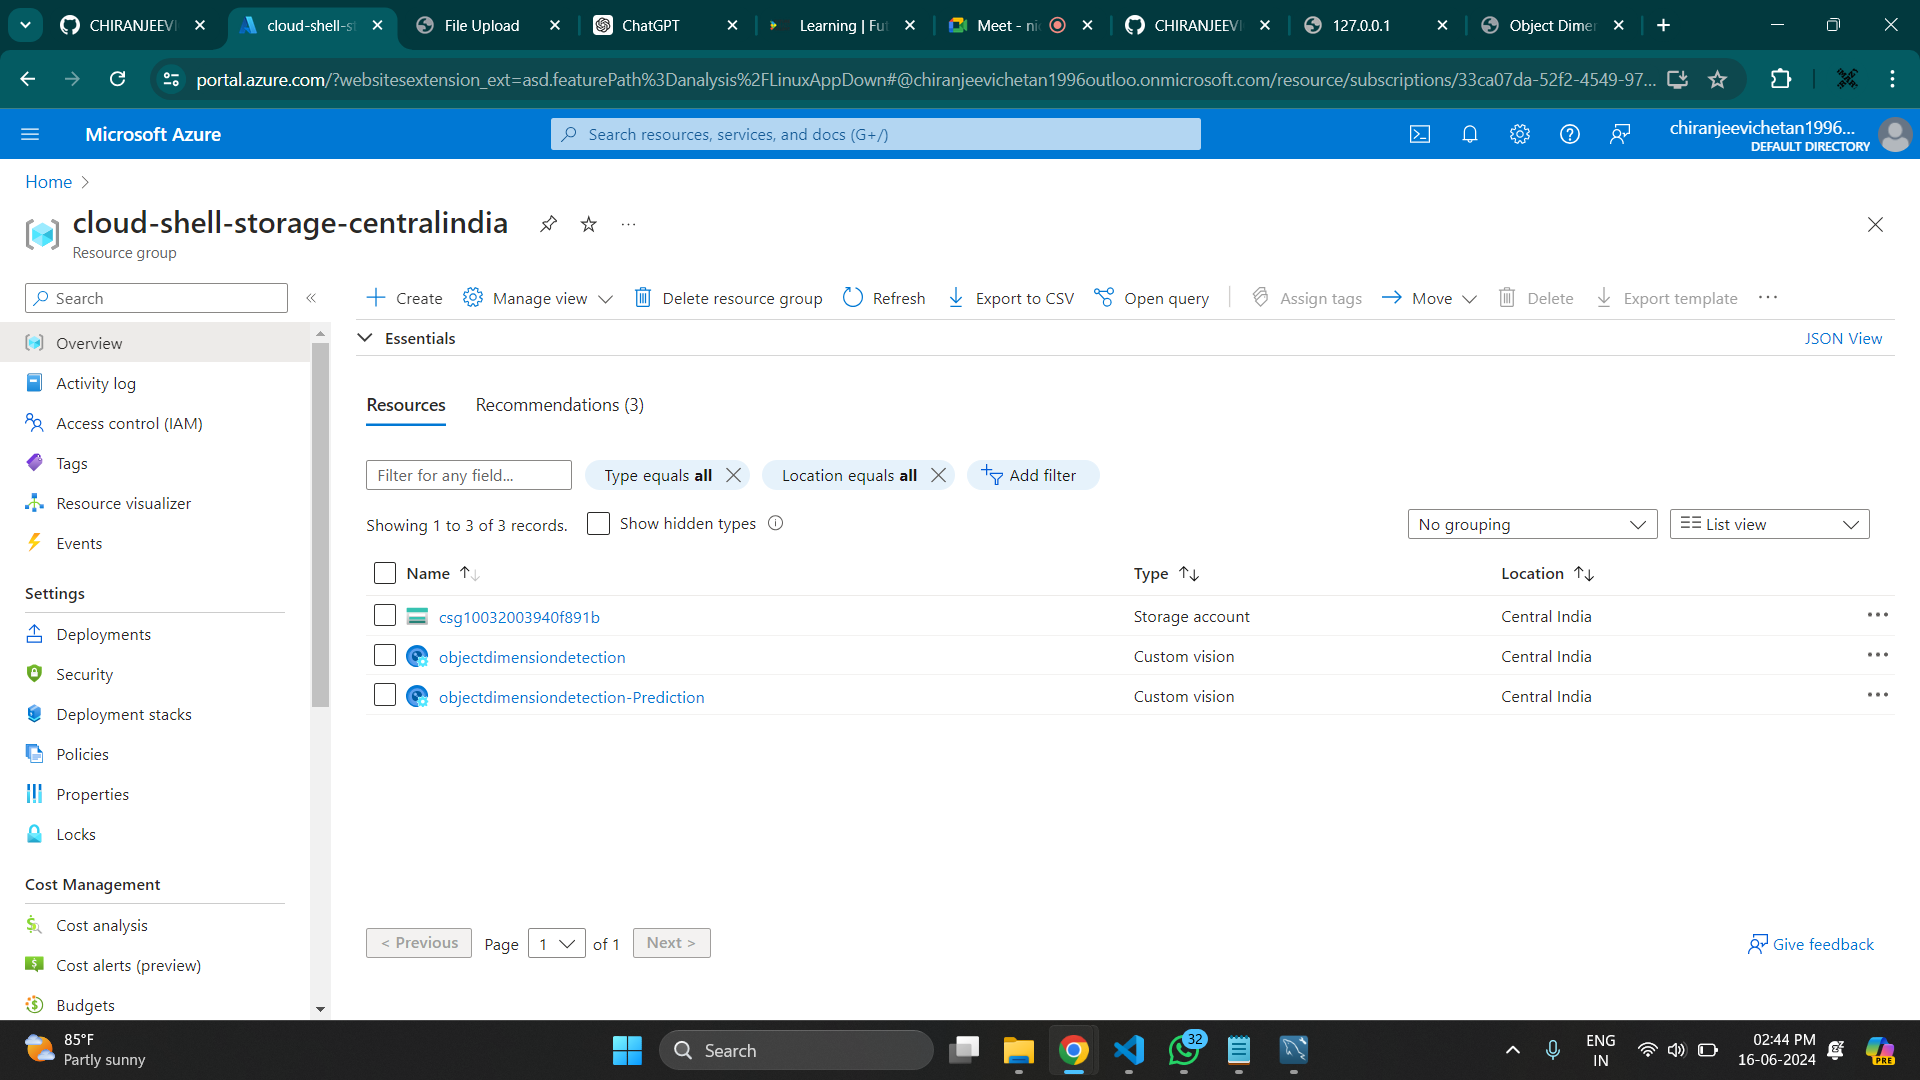 CHIRANJEEVI
cloud-shell-st
File Upload
ChatGPT
Learning | Fut
Meet - nic
CHIRANJEEVI
127.0.0.1
Object Dimen
portal.azure.com/?websitesextension_ext=asd.featurePath%3Danalysis%2FLinuxAppDown#@chiranjeevichetan1996outloo.onmicrosoft.com/resource/subscriptions/33ca07da-52f2-4549-97...
Microsoft Azure
Search resources, services, and docs (G+/)
chiranjeevichetan1996...
DEFAULT DIRECTORY
Home
cloud-shell-storage-centralindia
...
Resource group
Search
«
Create
Manage view
Delete resource group
Refresh
Export to CSV
Open query
Assign tags
Move
Delete
Export template
...
Overview
Activity log
Access control (IAM)
Tags
Resource visualizer
Events
Settings
Deployments
Security
Deployment stacks
Policies
Properties
Locks
Cost Management
Cost analysis
Cost alerts (preview)
Budgets
Essentials
JSON View
Resources
Recommendations (3)
Filter for any field...
Type equals all
Location equals all
Add filter
Showing 1 to 3 of 3 records.
Show hidden types
No grouping
List view
Name
Type
Location
csg10032003940f891b
Storage account
Central India
objectdimensiondetection
Custom vision
Central India
objectdimensiondetection-Prediction
Custom vision
Central India
< Previous
Page
1
of 1
Next >
Give feedback
85°F
Partly sunny
Search
32
ENG
IN
02:44 PM
16-06-2024
PRE